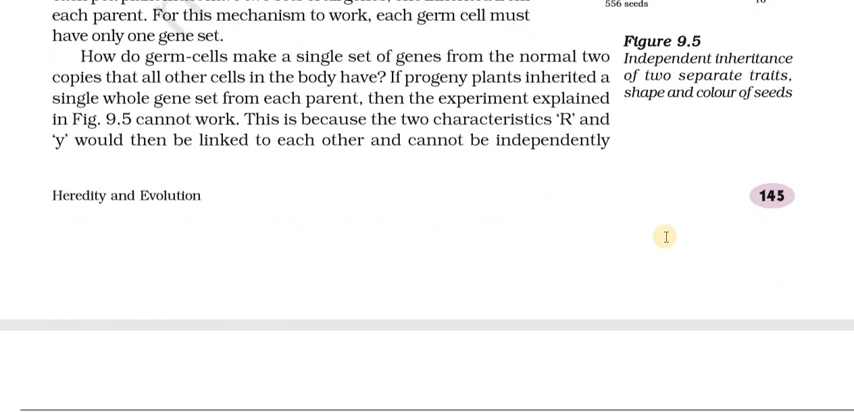 556 seeds
16
each parent. For this mechanism to work, each germ cell must
have only one gene set.
How do germ-cells make a single set of genes from the normal two
copies that all other cells in the body have? If progeny plants inherited a
single whole gene set from each parent, then the experiment explained
in Fig. 9.5 cannot work. This is because the two characteristics ‘R’ and
‘y’ would then be linked to each other and cannot be independently
Figure 9.5
Independent inheritance
of two separate traits,
shape and colour of seeds
Heredity and Evolution
145